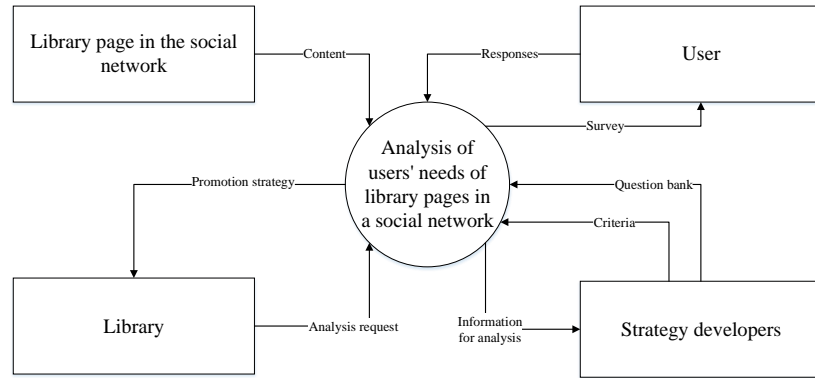 Library page in the social
network
Content
Responses
User
Survey
Analysis of
users' needs of
library pages in
a social network
Promotion strategy
Question bank
Criteria
Library
Analysis request
Information
for analysis
Strategy developers